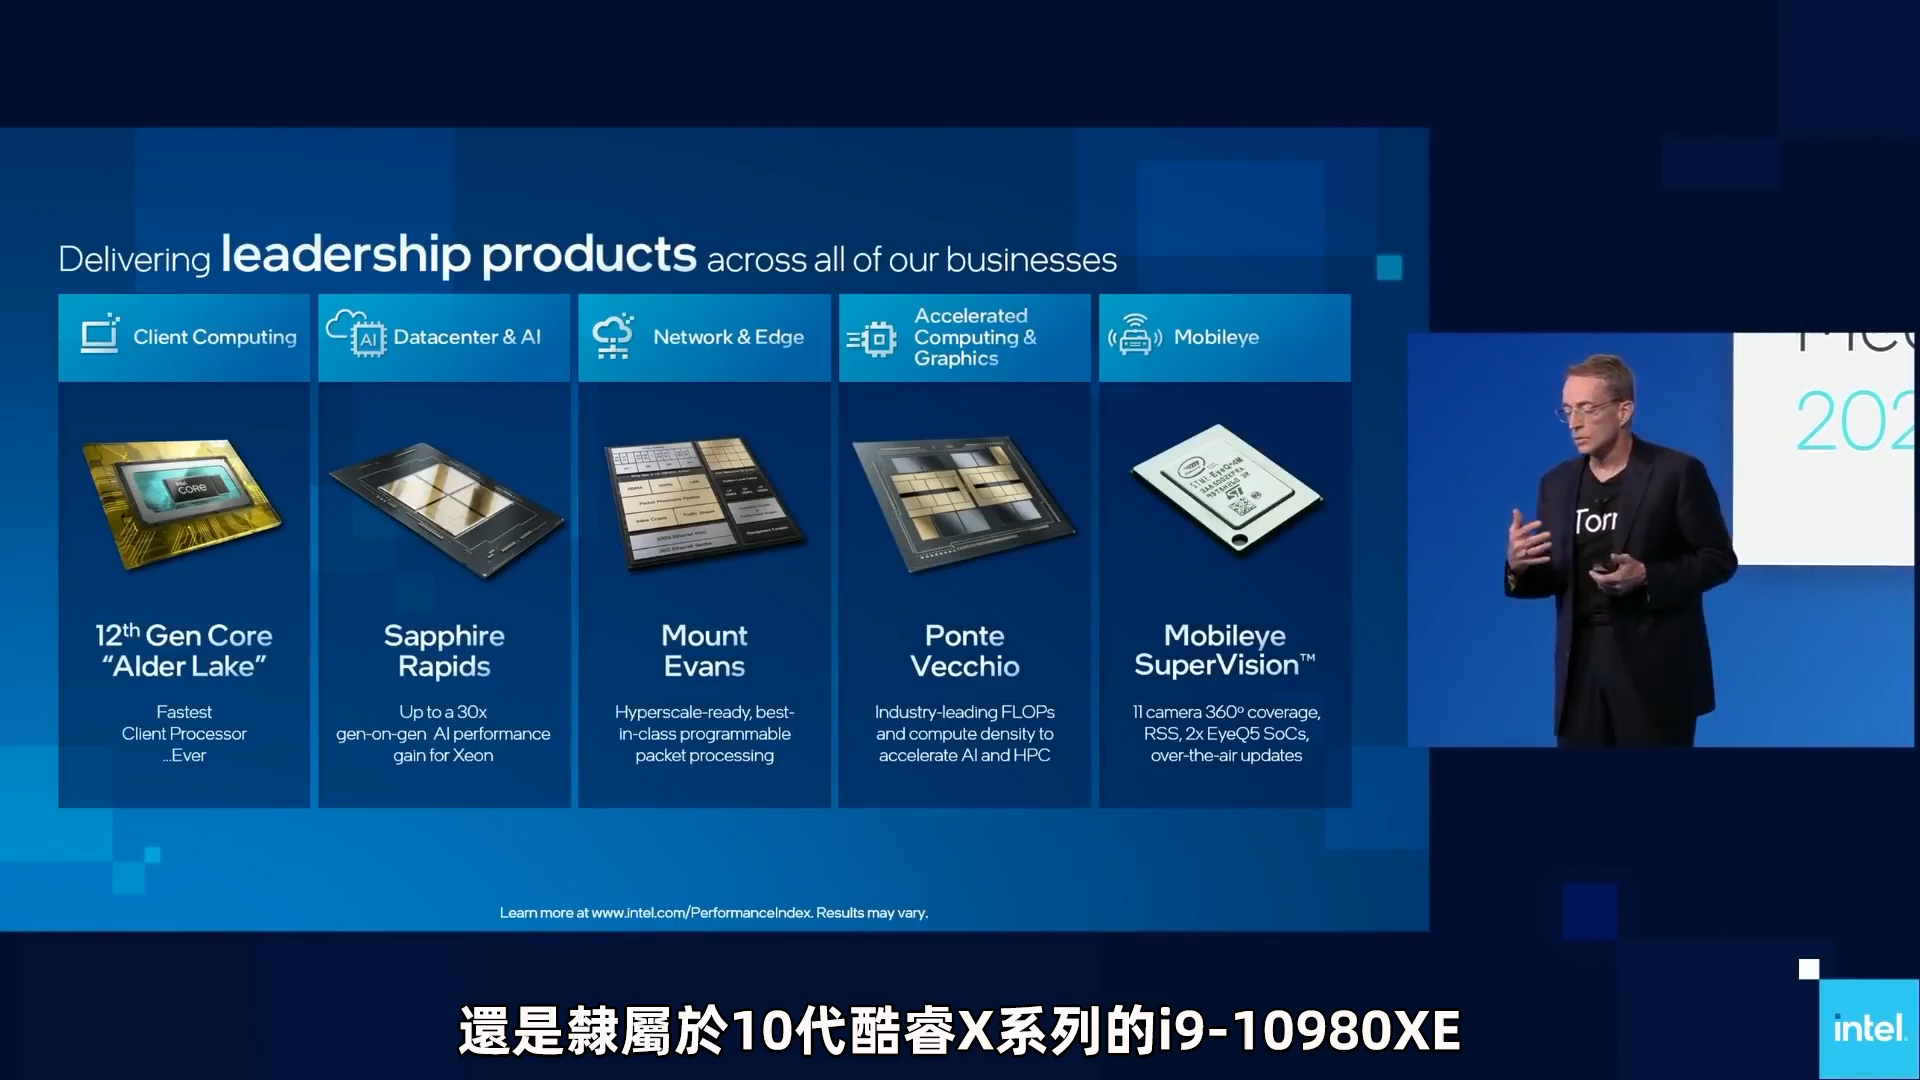 Delivering leadership products across all of our businesses
Client Computing
12th Gen Core
“Alder Lake”
Fastest
Client Processor
...Ever
Datacenter & AI
AI
Sapphire
Rapids
Up to a 30x
gen-on-gen AI performance
gain for Xeon
Network & Edge
Mount
Evans
Hyperscale-ready, best-
in-class programmable
packet processing
Accelerated
Computing &
Graphics
Ponte
Vecchio
Industry-leading FLOPs
and compute density to
accelerate AI and HPC
Mobileye
Mobileye
SuperVision™
11 camera 360º coverage,
RSS, 2x EyeQ5 SoCs,
over-the-air updates
intel
CORE
Torr
202
Learn more at www.intel.com/PerformanceIndex. Results may vary.
intel.
還是隸屬於10代酷睿X系列的i9-10980XE